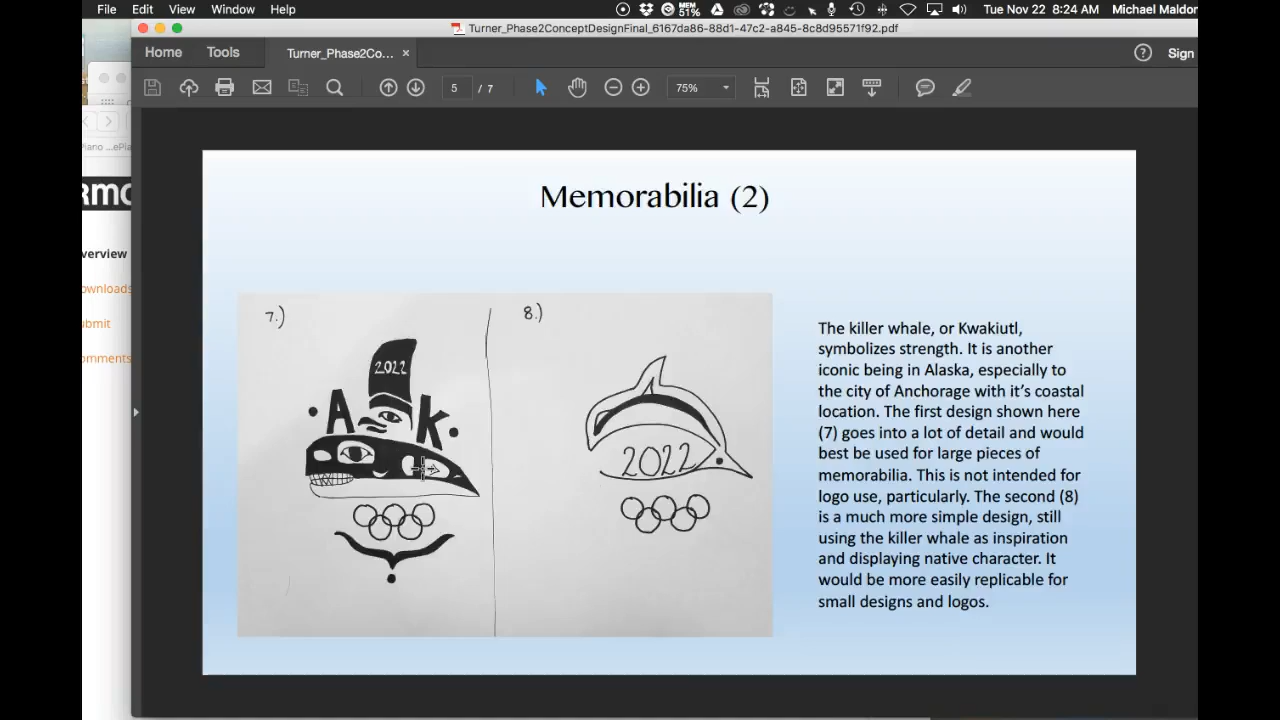 File Edit View Window Help MEM 51% Tue Nov 22 8:24 AM Michael Maldon
Turner_Phase2ConceptDesignFinal_6167da86-88d1-47c2-a845-8c8d95571f92.pdf
Home Tools Turner_Phase2Co... × Sign
5 / 7 75%
Piano ...ePia
rmo
verview
ownloads
ubmit
omments
Memorabilia (2)
7.)
2022
A K
8.)
2022
The killer whale, or Kwakiutl,
symbolizes strength. It is another
iconic being in Alaska, especially to
the city of Anchorage with it's coastal
location. The first design shown here
(7) goes into a lot of detail and would
best be used for large pieces of
memorabilia. This is not intended for
logo use, particularly. The second (8)
is a much more simple design, still
using the killer whale as inspiration
and displaying native character. It
would be more easily replicable for
small designs and logos.